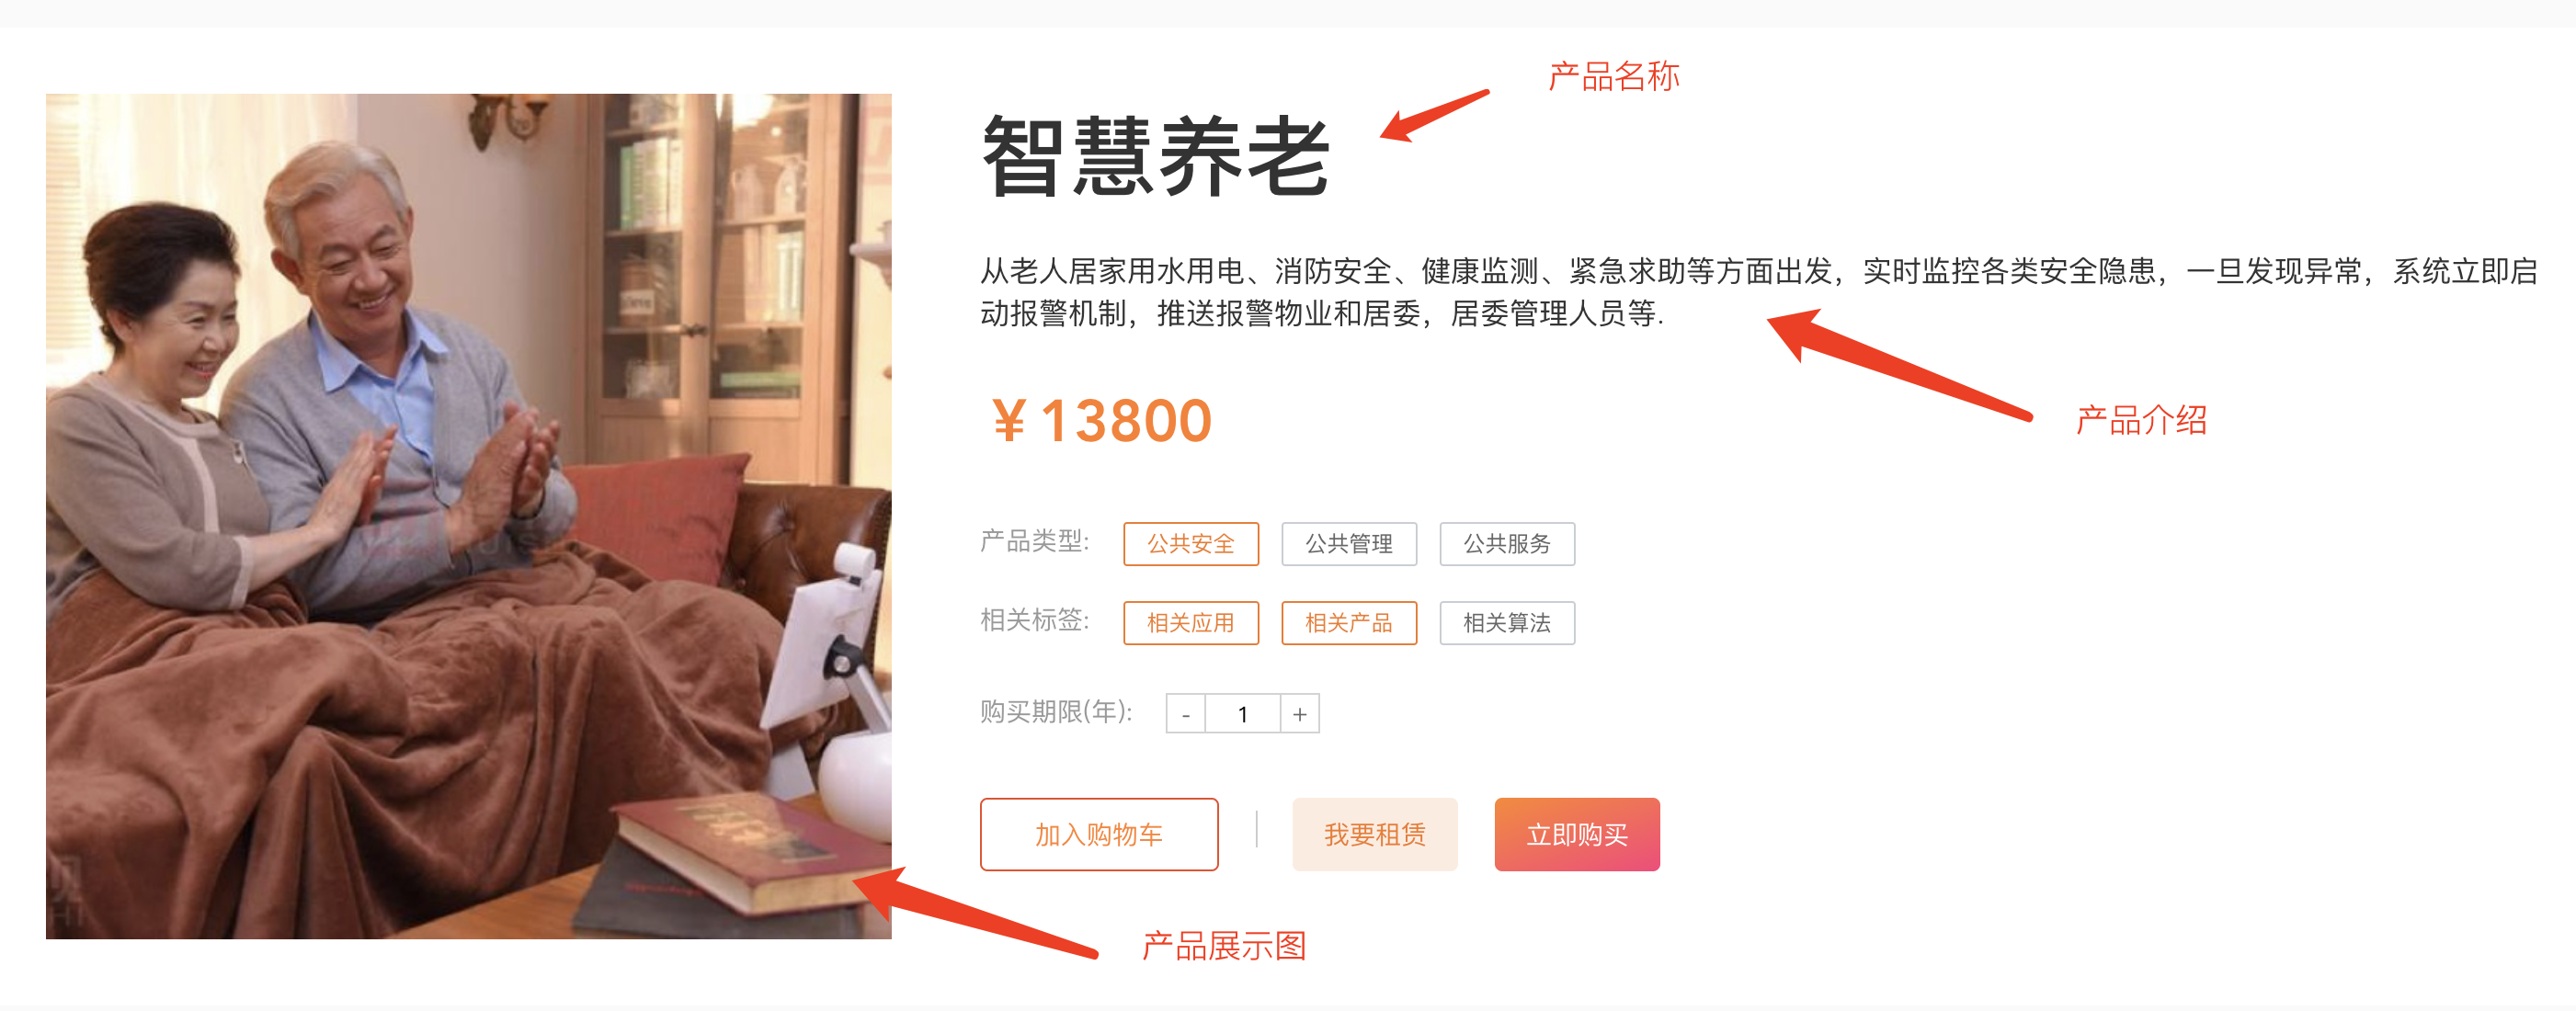 产品名称
智慧养老
从老人居家用水用电、消防安全、健康监测、紧急求助等方面出发，实时监控各类安全隐患，一旦发现异常，系统立即启
动报警机制，推送报警物业和居委，居委管理人员等.
产品介绍
¥13800
产品类型: 公共安全 公共管理 公共服务
相关标签: 相关应用 相关产品 相关算法
购买期限(年): - 1 +
加入购物车 我要租赁 立即购买
产品展示图